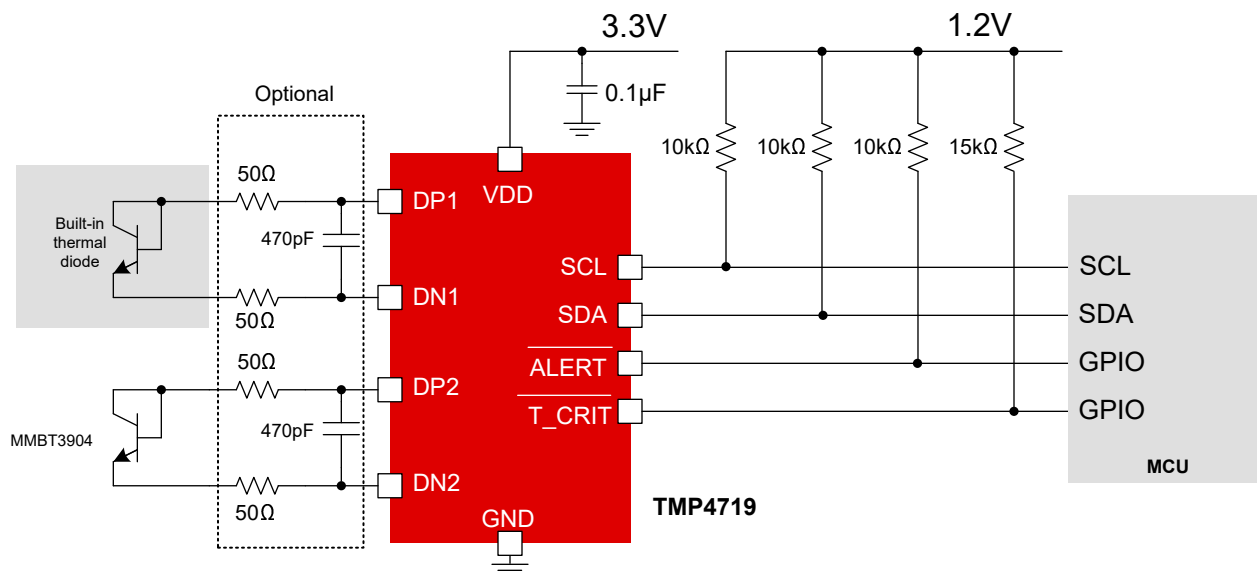 3.3V
1.2V
Optional
0.1µF
10kΩ
10kΩ
10kΩ
15kΩ
50Ω
DP1
VDD
Built-in
thermal
diode
470pF
SCL
SCL
DN1
50Ω
SDA
SDA
50Ω
ALERT
GPIO
DP2
T_CRIT
GPIO
MMBT3904
470pF
MCU
DN2
50Ω
GND
TMP4719